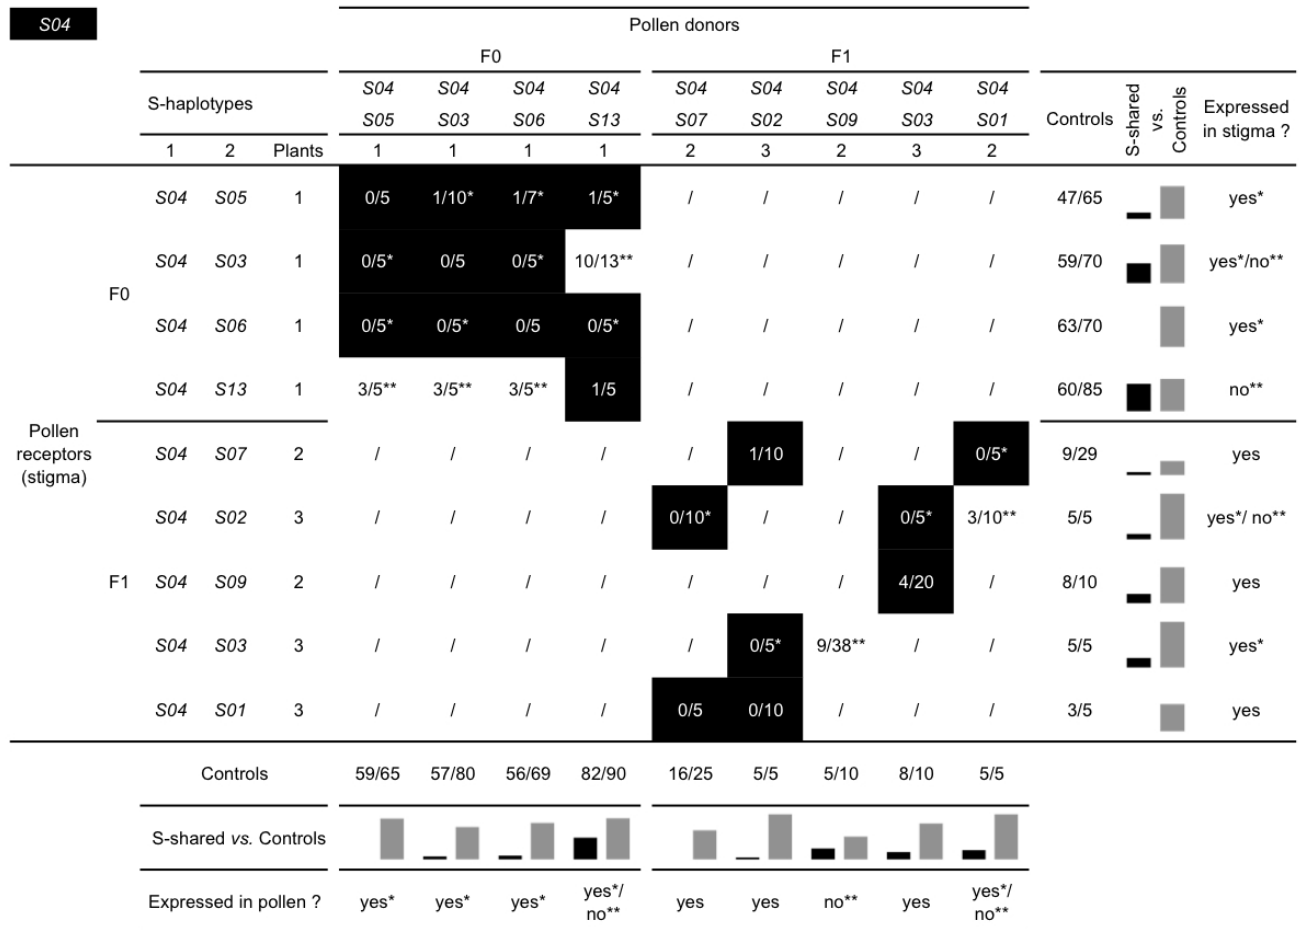 S04
Pollen donors
F0 F1
S-haplotypes S04 S04 S04 S04 S04 S04 S04 S04 S04 Controls S-shared vs. Controls Expressed in stigma ?
S05 S03 S06 S13 S07 S02 S09 S03 S01
1 2 Plants 1 1 1 1 2 3 2 3 2
S04 S05 1 0/5 1/10* 1/7* 1/5* / / / / / 47/65 yes*
S04 S03 1 0/5* 0/5 0/5* 10/13** / / / / / 59/70 yes*/no**
F0
S04 S06 1 0/5* 0/5* 0/5 0/5* / / / / / 63/70 yes*
S04 S13 1 3/5** 3/5** 3/5** 1/5 / / / / / 60/85 no**
Pollen
receptors
(stigma)
S04 S07 2 / / / / / 1/10 / / 0/5* 9/29 yes
S04 S02 3 / / / / 0/10* / / 0/5* 3/10** 5/5 yes*/ no**
F1 S04 S09 2 / / / / / / / 4/20 / 8/10 yes
S04 S03 3 / / / / / 0/5* 9/38** / / 5/5 yes*
S04 S01 3 / / / / 0/5 0/10 / / / 3/5 yes
Controls 59/65 57/80 56/69 82/90 16/25 5/5 5/10 8/10 5/5
S-shared vs. Controls
Expressed in pollen ? yes* yes* yes* yes*/ no** yes yes no** yes yes*/ no**